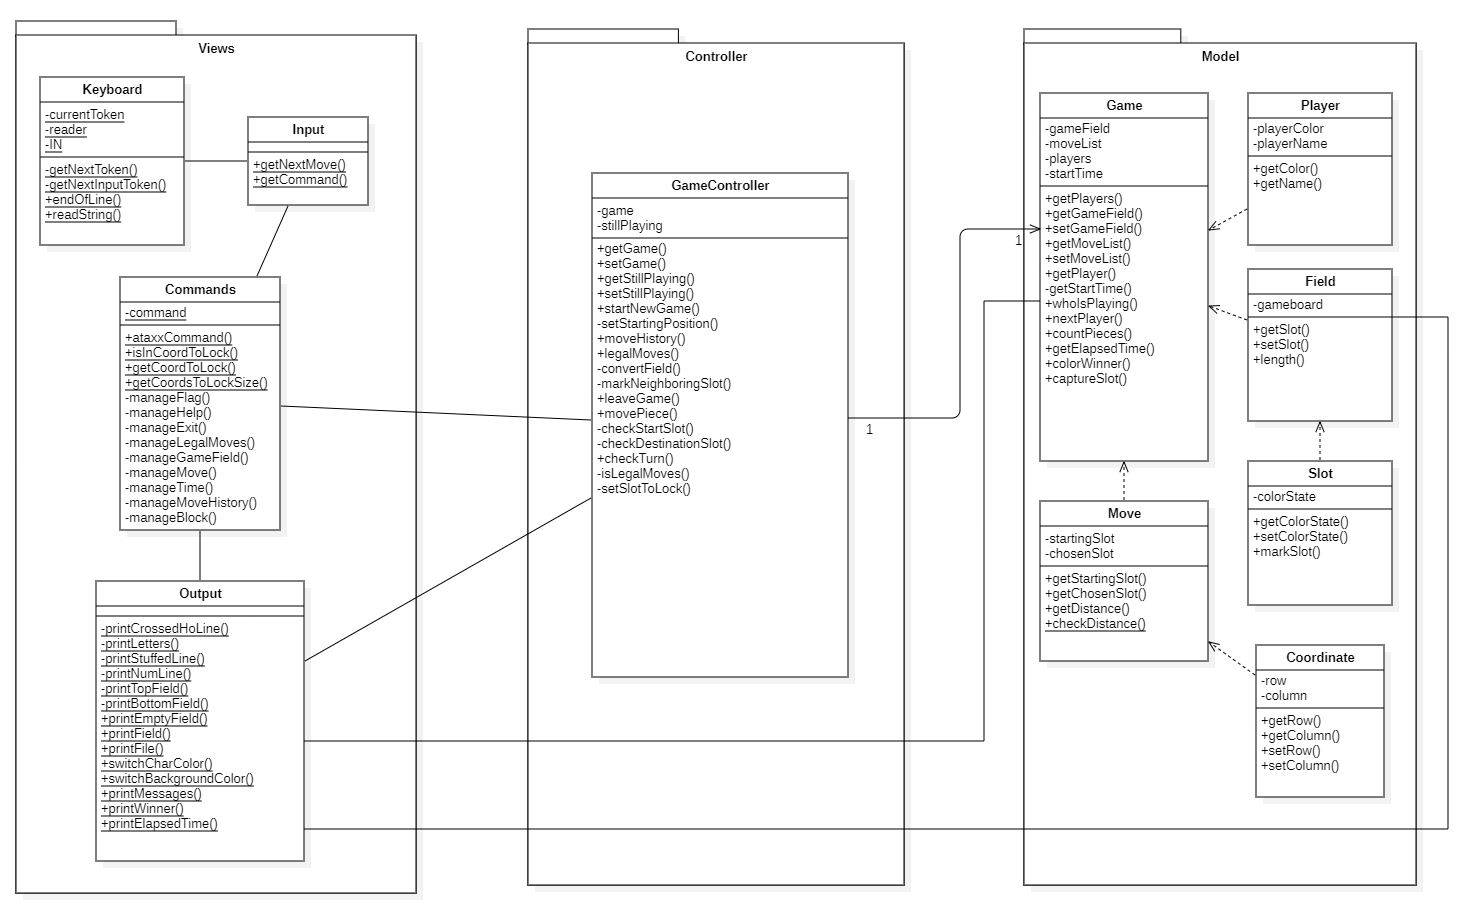 Views
Keyboard
-currentToken
-reader
-IN
-getNextToken()
-getNextInputToken()
+endOfLine()
+readString()
Input
+getNextMove()
+getCommand()
Commands
-command
+ataxxCommand()
+isInCoordToLock()
+getCoordToLock()
+getCoordsToLockSize()
-manageFlag()
-manageHelp()
-manageExit()
-manageLegalMoves()
-manageGameField()
-manageMove()
-manageTime()
-manageMoveHistory()
-manageBlock()
Output
-printCrossedHoLine()
-printLetters()
-printStuffedLine()
-printNumLine()
-printTopField()
-printBottomField()
+printEmptyField()
+printField()
+printFile()
+switchCharColor()
+switchBackgroundColor()
+printMessages()
+printWinner()
+printElapsedTime()
Controller
GameController
-game
-stillPlaying
+getGame()
+setGame()
+getStillPlaying()
+setStillPlaying()
+startNewGame()
-setStartingPosition()
+moveHistory()
+legalMoves()
-convertField()
-markNeighboringSlot()
+leaveGame()
+movePiece()
-checkStartSlot()
-checkDestinationSlot()
+checkTurn()
-isLegalMoves()
-setSlotToLock()
1
1
Model
Game
-gameField
-moveList
-players
-startTime
+getPlayers()
+getGameField()
+setGameField()
+getMoveList()
+setMoveList()
+getPlayer()
-getStartTime()
+whoIsPlaying()
+nextPlayer()
+countPieces()
+getElapsedTime()
+colorWinner()
+captureSlot()
Player
-playerColor
-playerName
+getColor()
+getName()
Field
-gameboard
+getSlot()
+setSlot()
+length()
Slot
-colorState
+getColorState()
+setColorState()
+markSlot()
Move
-startingSlot
-chosenSlot
+getStartingSlot()
+getChosenSlot()
+getDistance()
+checkDistance()
Coordinate
-row
-column
+getRow()
+getColumn()
+setRow()
+setColumn()